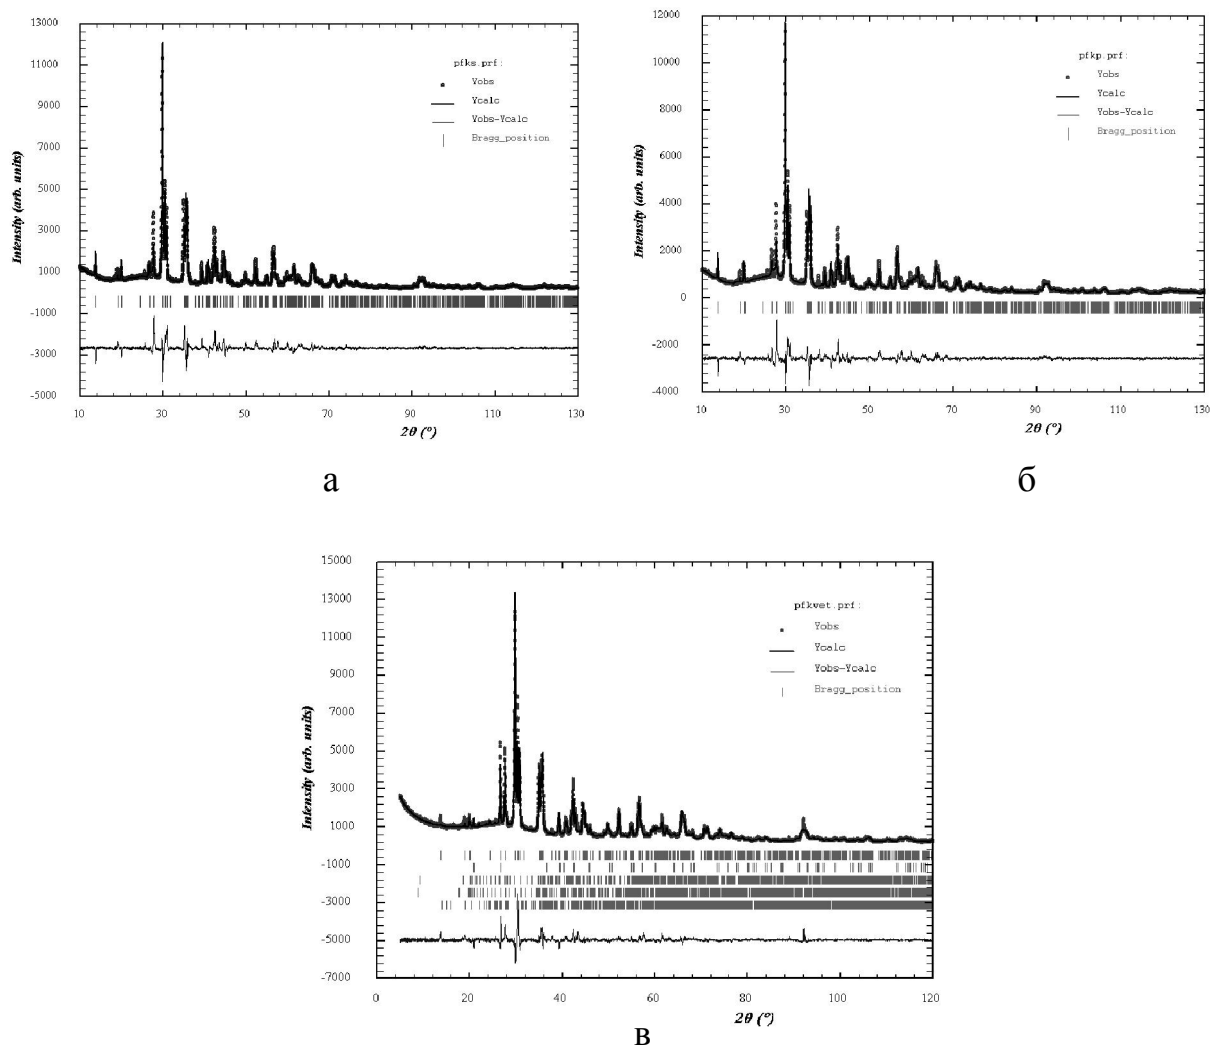 13000
11000
9000
7000
5000
3000
1000
-1000
-3000
-5000
Intensity (arb. units)
pfks.prf:
Yobs
Ycalc
Yobs-Ycalc
Bragg_position
10 30 50 70 90 110 130
2θ (°)
а
12000
10000
8000
6000
4000
2000
0
-2000
-4000
Intensity (arb. units)
pfkp.prf:
Yobs
Ycalc
Yobs-Ycalc
Bragg_position
10 30 50 70 90 110 130
2θ (°)
б
15000
13000
11000
9000
7000
5000
3000
1000
-1000
-3000
-5000
-7000
Intensity (arb. units)
pfkvet.prf:
Yobs
Ycalc
Yobs-Ycalc
Bragg_position
0 20 40 60 80 100 120
2θ (°)
в